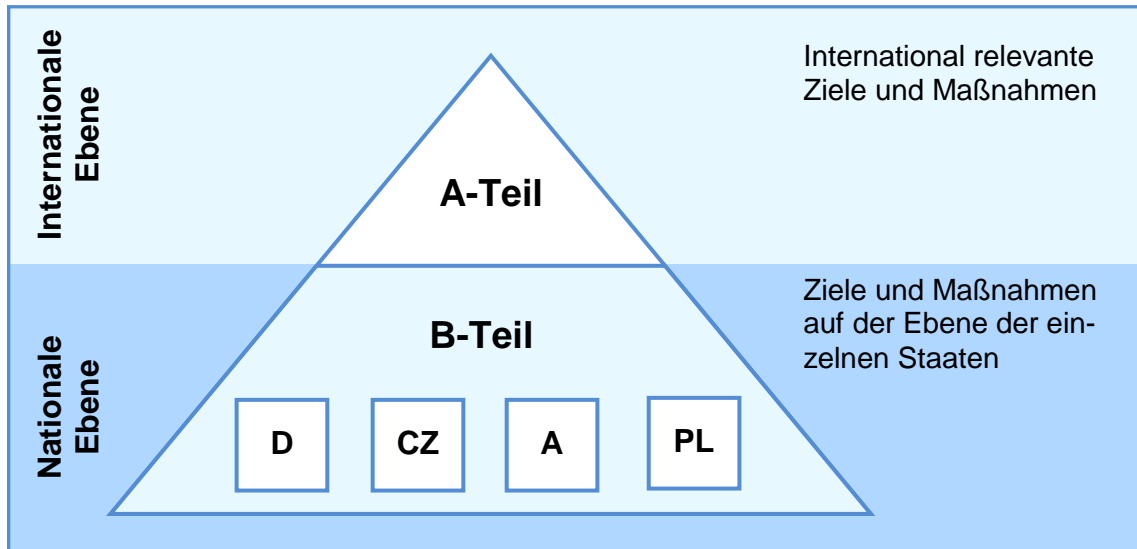 Internationale
Ebene
International relevante
Ziele und Maßnahmen
A-Teil
Nationale
Ebene
Ziele und Maßnahmen
auf der Ebene der ein-
zelnen Staaten
B-Teil
D CZ A PL